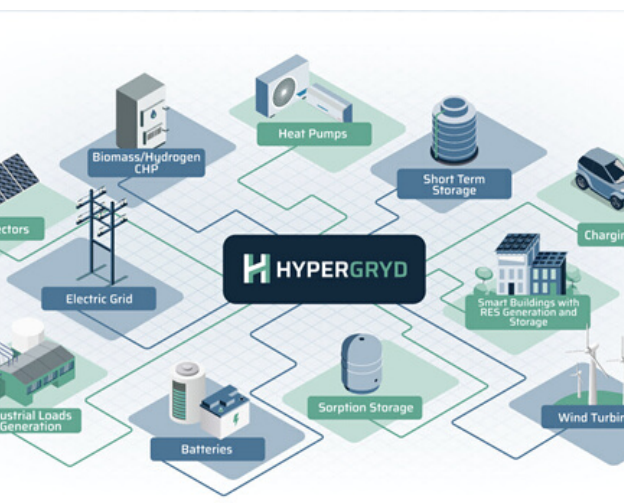 Heat Pumps
Biomass/Hydrogen
CHP
Short Term
Storage
ectors
Chargin
HYPERGRYD
Electric Grid
Smart Buildings with
RES Generation and
Storage
Sorption Storage
ustrial Loads
Generation
Wind Turbin
Batteries